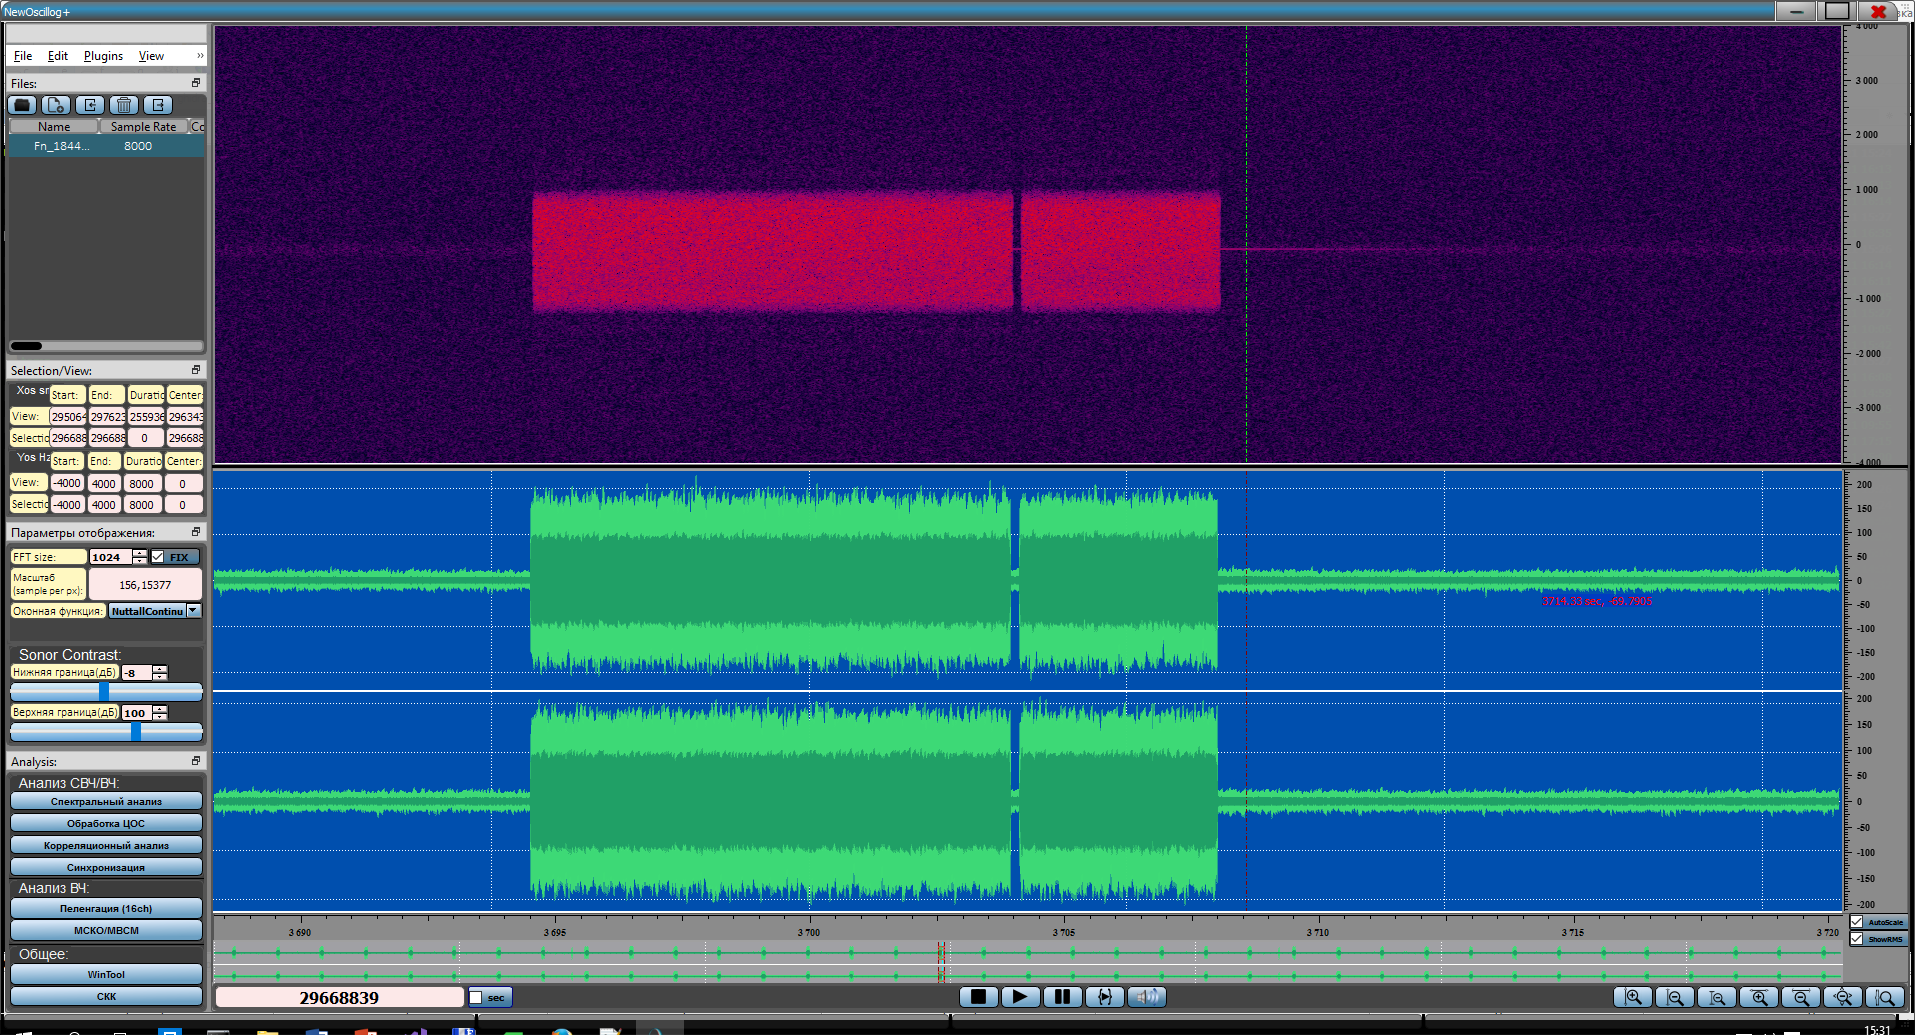 NewOscillog+
File Edit Plugins View »
Files:
Name Sample Rate Co
Fn_1844... 8000
Selection/View:
Start: End: Duratio Center:
View: 295064 297623 255936 296343
Selectic 296688 296688 0 296688
Yos Hz Start: End: Duratio Center:
View: -4000 4000 8000 0
Selectic -4000 4000 8000 0
Параметры отображения:
FFT size: 1024 FIX
Масштаб
(sample per px): 156,15377
Оконная функция: NuttallContinu
Sonor Contrast:
Нижняя граница(дБ) -8
Верхняя граница(дБ) 100
Analysis:
Анализ СВЧ/ВЧ:
Спектральный анализ
Обработка ЦОС
Корреляционный анализ
Синхронизация
Анализ ВЧ:
Пеленгация (16ch)
МСКО/МВСМ
Общее:
WinTool
СКК
4 000
3 000
2 000
1 000
0
-1 000
-2 000
-3 000
-4 000
200
150
100
50
0
-50
-100
-150
-200
3714.33 sec, -69.7906
200
150
100
50
0
-50
-100
-150
-200
3 690 3 695 3 700 3 705 3 710 3 715 3 720
AutoScale
ShowRMS
29668839 sec
15:31